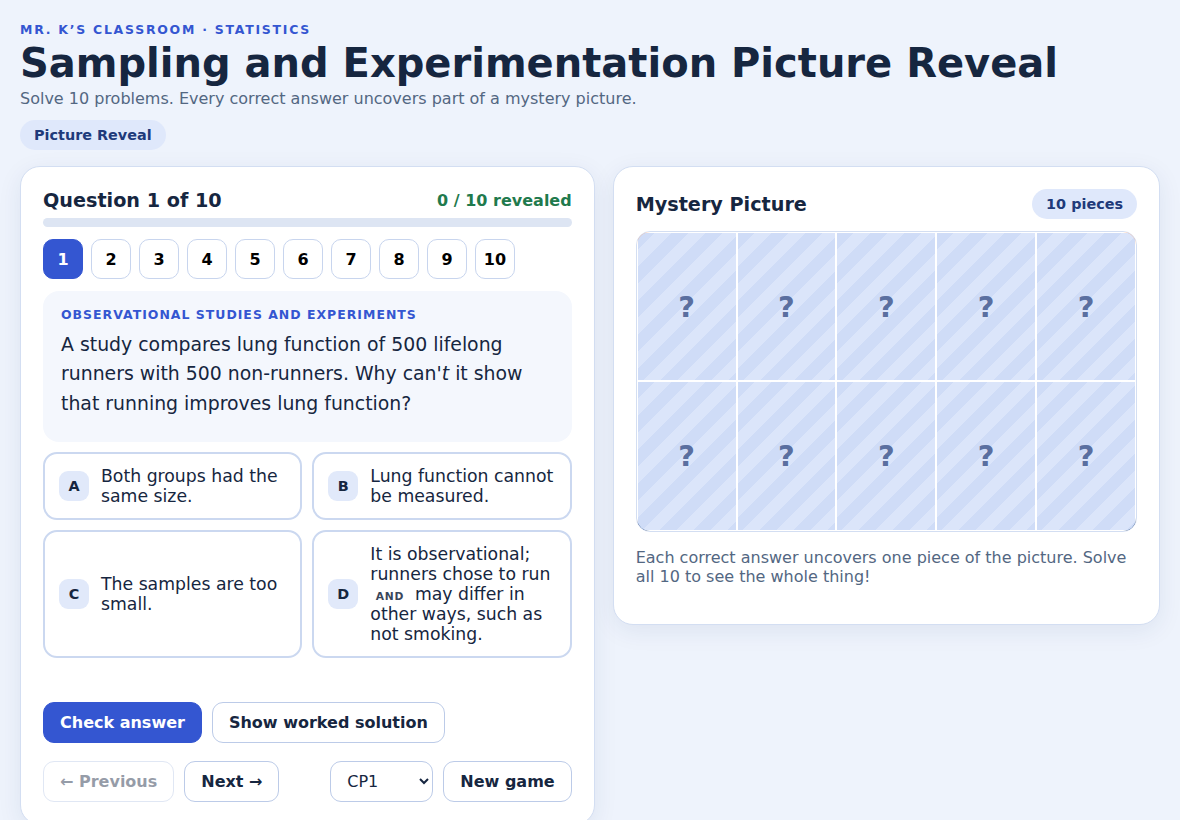 MR. K’S CLASSROOM · STATISTICS
Sampling and Experimentation Picture Reveal
Solve 10 problems. Every correct answer uncovers part of a mystery picture.
Picture Reveal
Question 1 of 10
0 / 10 revealed
1 2 3 4 5 6 7 8 9 10
OBSERVATIONAL STUDIES AND EXPERIMENTS
A study compares lung function of 500 lifelong
runners with 500 non-runners. Why can't it show
that running improves lung function?
A
Both groups had the
same size.
B
Lung function cannot
be measured.
C
The samples are too
small.
D
It is observational;
runners chose to run
AND may differ in
other ways, such as
not smoking.
Check answer
Show worked solution
← Previous
Next →
CP1
New game
Mystery Picture
10 pieces
? ? ? ? ?
? ? ? ? ?
Each correct answer uncovers one piece of the picture. Solve
all 10 to see the whole thing!